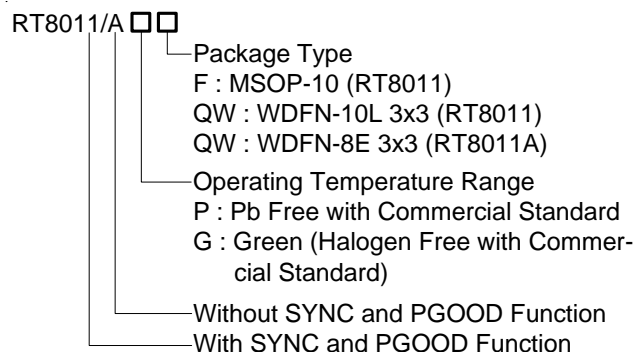 RT8011/A
Package Type
F : MSOP-10 (RT8011)
QW : WDFN-10L 3x3 (RT8011)
QW : WDFN-8E 3x3 (RT8011A)
Operating Temperature Range
P : Pb Free with Commercial Standard
G : Green (Halogen Free with Commer-
cial Standard)
Without SYNC and PGOOD Function
With SYNC and PGOOD Function